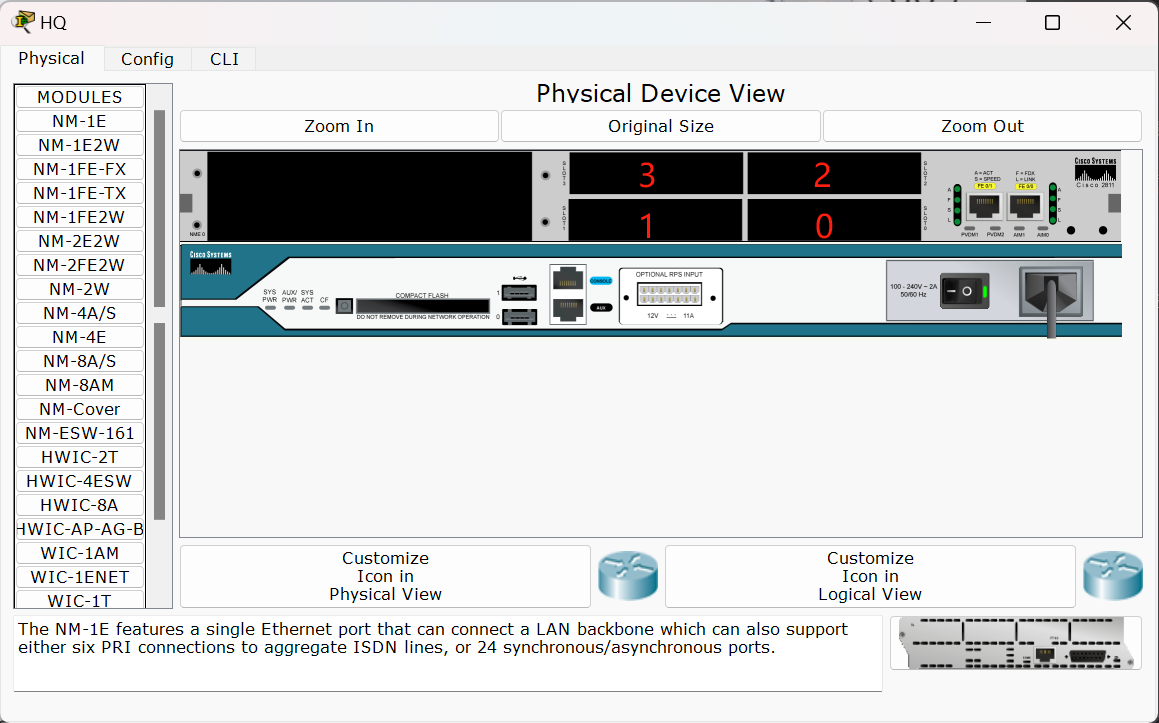 HQ
Physical
Config
CLI
MODULES
NM-1E
NM-1E2W
NM-1FE-FX
NM-1FE-TX
NM-1FE2W
NM-2E2W
NM-2FE2W
NM-2W
NM-4A/S
NM-4E
NM-8A/S
NM-8AM
NM-Cover
NM-ESW-161
HWIC-2T
HWIC-4ESW
HWIC-8A
HWIC-AP-AG-B
WIC-1AM
WIC-1ENET
WIC-1T
Physical Device View
Zoom In
Original Size
Zoom Out
NME 0
SLOT 3
3
2
SLOT 2
SLOT 1
1
0
SLOT 0
A = ACT
S = SPEED
F = FDX
L = LINK
FE 0/1
FE 0/0
A
F
S
L
A
F
S
L
PVDM1
PVDM2
AIM1
AIM0
CISCO SYSTEMS
Cisco 2811
CISCO SYSTEMS
SYS
PWR
AUX/
PWR
SYS
ACT
CF
COMPACT FLASH
DO NOT REMOVE DURING NETWORK OPERATION
1
0
CONSOLE
AUX
OPTIONAL RPS INPUT
12V
11A
100 - 240V ~ 2A
50/60 Hz
Customize
Icon in
Physical View
Customize
Icon in
Logical View
The NM-1E features a single Ethernet port that can connect a LAN backbone which can also support
either six PRI connections to aggregate ISDN lines, or 24 synchronous/asynchronous ports.